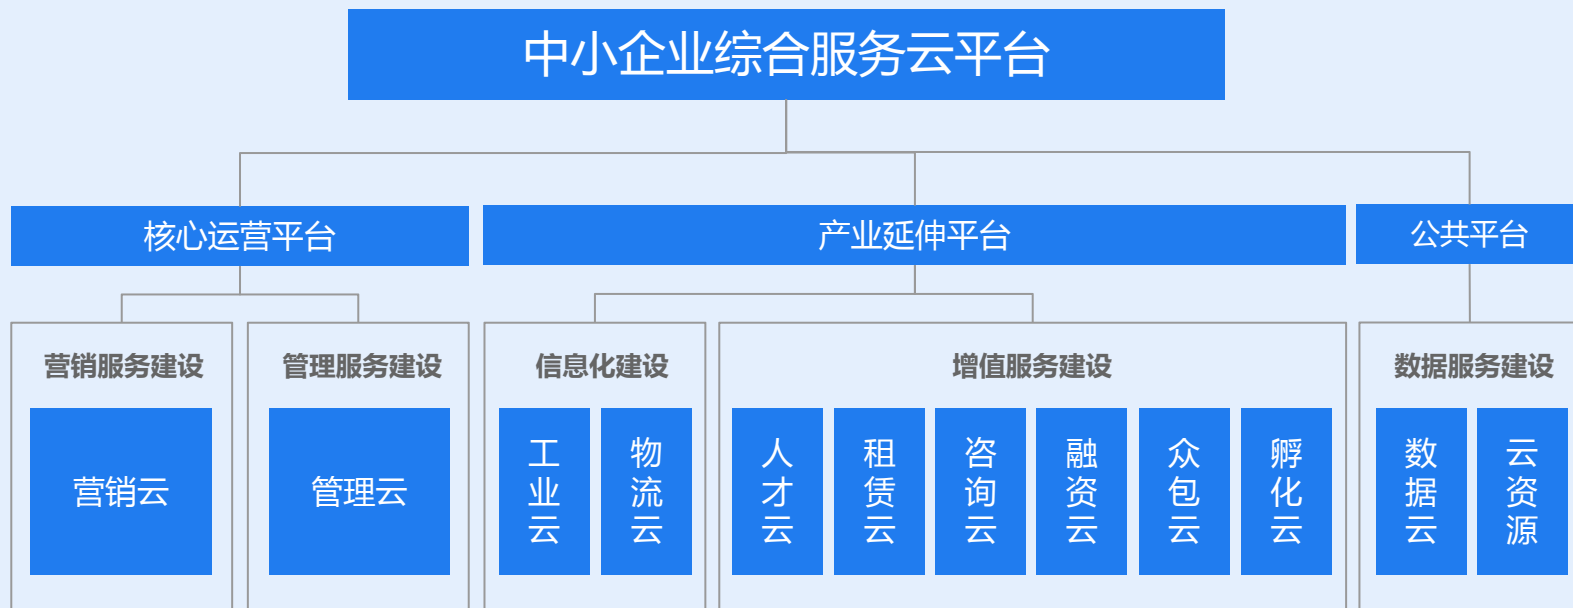 中小企业综合服务云平台
核心运营平台
产业延伸平台
公共平台
营销服务建设
管理服务建设
信息化建设
增值服务建设
数据服务建设
营销云
管理云
工业云
物流云
人才云
租赁云
咨询云
融资云
众包云
孵化云
数据云
云资源